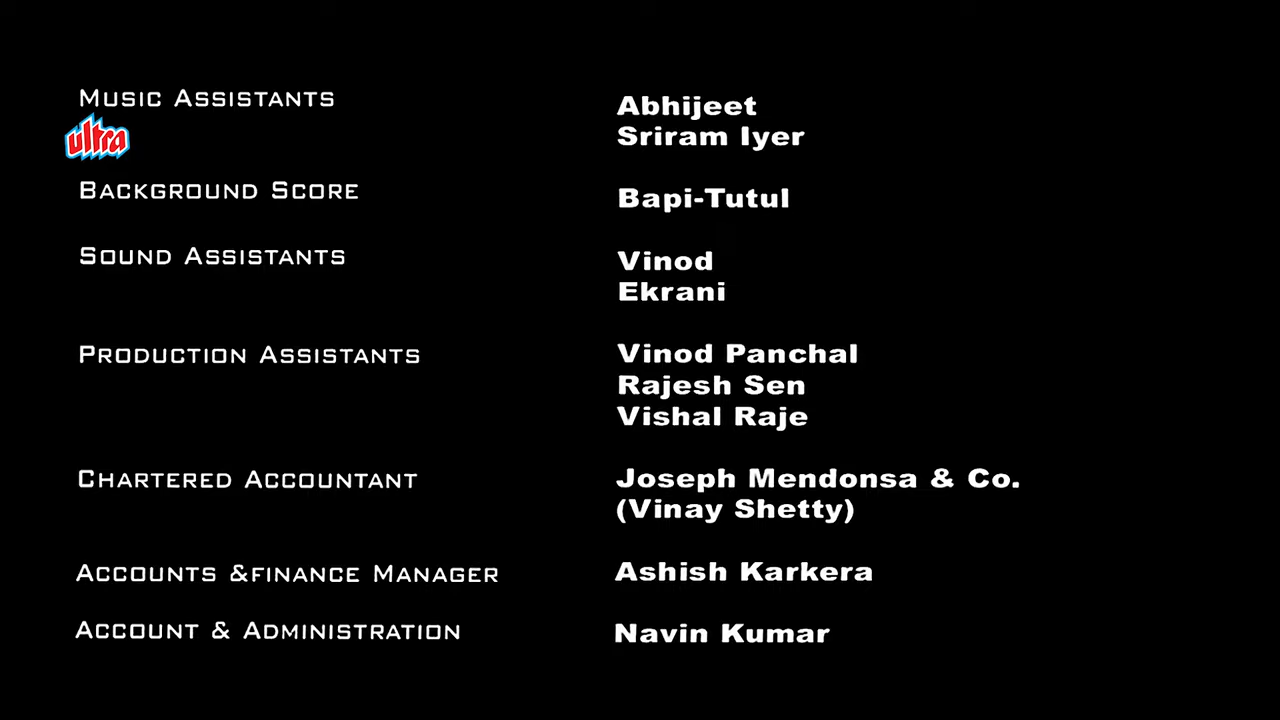 Music Assistants
Abhijeet
ultra
Sriram Iyer
Background Score
Bapi-Tutul
Sound Assistants
Vinod
Ekrani
Production Assistants
Vinod Panchal
Rajesh Sen
Vishal Raje
Chartered Accountant
Joseph Mendonsa & Co.
(Vinay Shetty)
Accounts &finance Manager
Ashish Karkera
Account & Administration
Navin Kumar